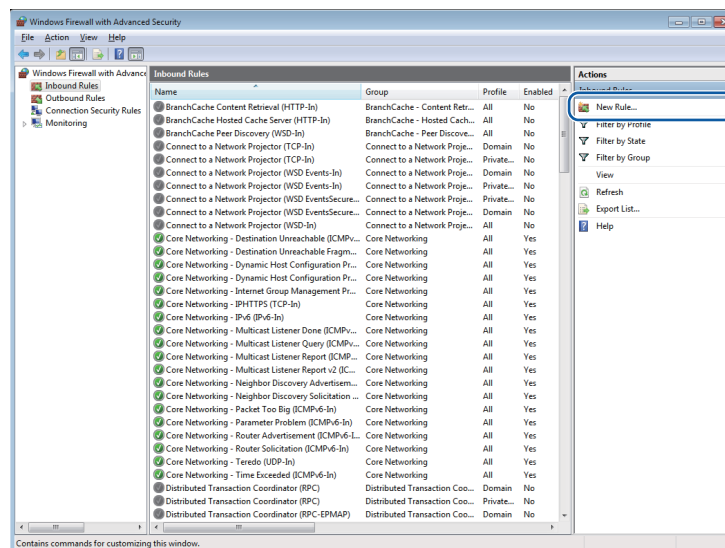 Windows Firewall with Advanced Security
File Action View Help
Windows Firewall with Advance
Inbound Rules
Outbound Rules
Connection Security Rules
Monitoring
Inbound Rules
Name Group Profile Enabled
BranchCache Content Retrieval (HTTP-In) BranchCache - Content Retr... All No
BranchCache Hosted Cache Server (HTTP-In) BranchCache - Hosted Cach... All No
BranchCache Peer Discovery (WSD-In) BranchCache - Peer Discove... All No
Connect to a Network Projector (TCP-In) Connect to a Network Proje... Domain No
Connect to a Network Projector (TCP-In) Connect to a Network Proje... Private... No
Connect to a Network Projector (WSD Events-In) Connect to a Network Proje... Domain No
Connect to a Network Projector (WSD Events-In) Connect to a Network Proje... Private... No
Connect to a Network Projector (WSD EventsSecure... Connect to a Network Proje... Private... No
Connect to a Network Projector (WSD EventsSecure... Connect to a Network Proje... Domain No
Connect to a Network Projector (WSD-In) Connect to a Network Proje... All No
Core Networking - Destination Unreachable (ICMPv... Core Networking All Yes
Core Networking - Destination Unreachable Fragm... Core Networking All Yes
Core Networking - Dynamic Host Configuration Pr... Core Networking All Yes
Core Networking - Dynamic Host Configuration Pr... Core Networking All Yes
Core Networking - Internet Group Management Pr... Core Networking All Yes
Core Networking - IPHTTPS (TCP-In) Core Networking All Yes
Core Networking - IPv6 (IPv6-In) Core Networking All Yes
Core Networking - Multicast Listener Done (ICMPv... Core Networking All Yes
Core Networking - Multicast Listener Query (ICMPv... Core Networking All Yes
Core Networking - Multicast Listener Report (ICMP... Core Networking All Yes
Core Networking - Multicast Listener Report v2 (IC... Core Networking All Yes
Core Networking - Neighbor Discovery Advertisem... Core Networking All Yes
Core Networking - Neighbor Discovery Solicitation ... Core Networking All Yes
Core Networking - Packet Too Big (ICMPv6-In) Core Networking All Yes
Core Networking - Parameter Problem (ICMPv6-In) Core Networking All Yes
Core Networking - Router Advertisement (ICMPv6-I... Core Networking All Yes
Core Networking - Router Solicitation (ICMPv6-In) Core Networking All Yes
Core Networking - Teredo (UDP-In) Core Networking All Yes
Core Networking - Time Exceeded (ICMPv6-In) Core Networking All Yes
Distributed Transaction Coordinator (RPC) Distributed Transaction Coo... Domain No
Distributed Transaction Coordinator (RPC) Distributed Transaction Coo... Private... No
Distributed Transaction Coordinator (RPC-EPMAP) Distributed Transaction Coo... Domain No
Actions
Inbound Rules
New Rule...
Filter by Profile
Filter by State
Filter by Group
View
Refresh
Export List...
Help
Contains commands for customizing this window.